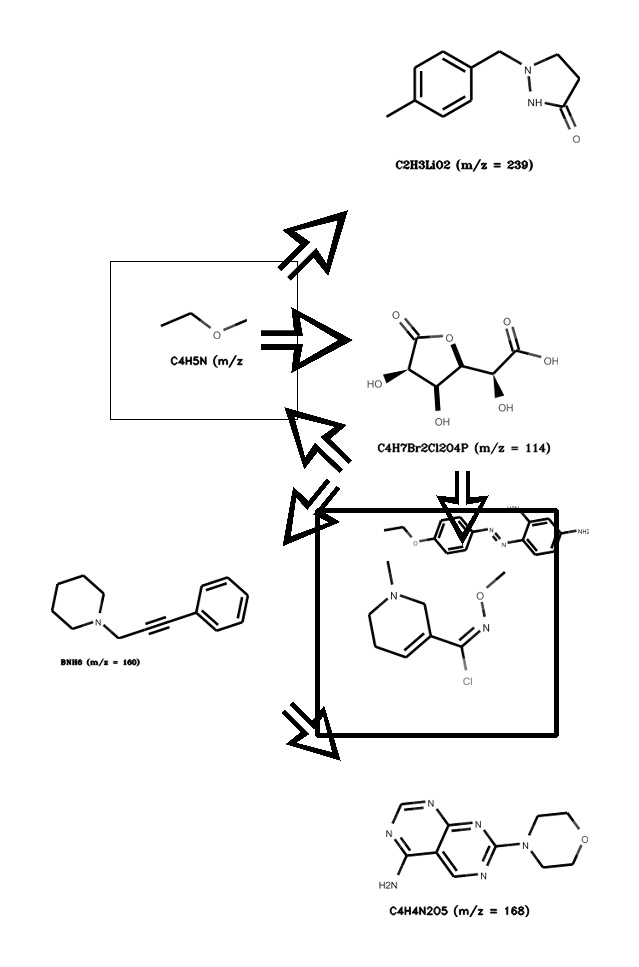 N
NH
O
C2H3LiO2 (m/z = 239)
O
C4H5N (m/z
O
O
O
OH
HO
OH
OH
C4H7Br2Cl2O4P (m/z = 114)
NH2
O
N
N
N
O
N
Cl
N
BNH6 (m/z = 160)
N
N
N
N
N
O
H2N
C4H4N2O5 (m/z = 168)